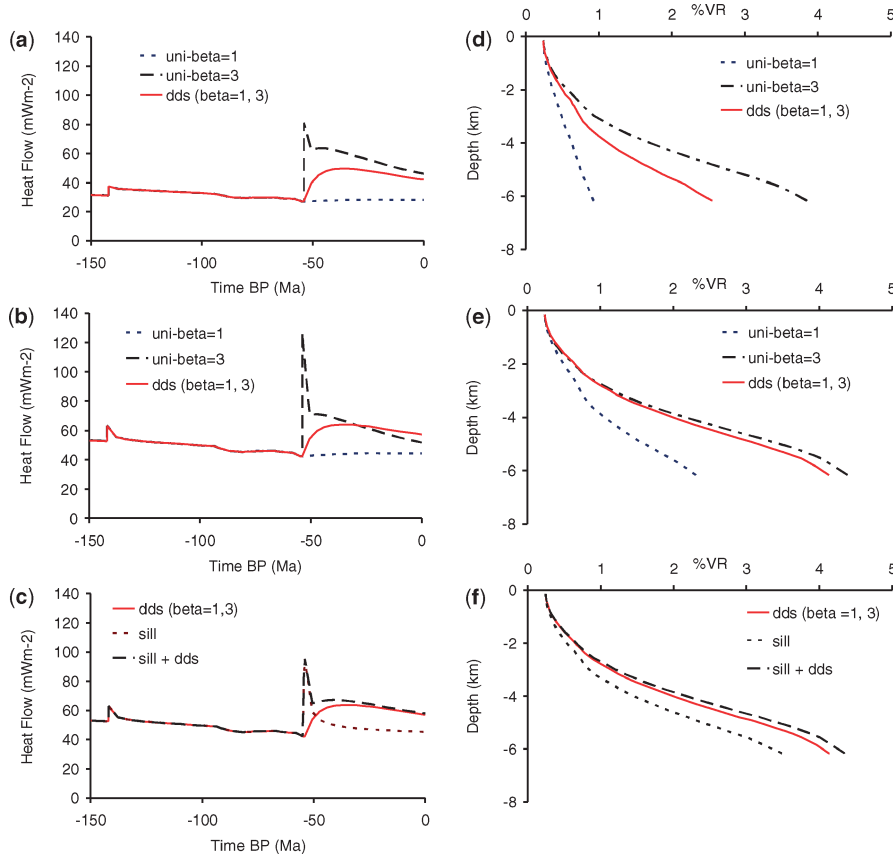 (a)
140
120
100
80
60
40
20
0
Heat Flow (mWm-2)
uni-beta=1
uni-beta=3
dds (beta=1, 3)
-150
-100
-50
0
Time BP (Ma)
(d)
%VR
0
1
2
3
4
5
0
-2
-4
-6
-8
Depth (km)
uni-beta=1
uni-beta=3
dds (beta=1, 3)
(b)
140
120
100
80
60
40
20
0
Heat Flow (mWm-2)
uni-beta=1
uni-beta=3
dds (beta=1, 3)
-150
-100
-50
0
Time BP (Ma)
(e)
0
1
2
3
4
5
%VR
0
-2
-4
-6
-8
Depth (km)
uni-beta=1
uni-beta=3
dds (beta=1, 3)
(c)
140
120
100
80
60
40
20
0
Heat Flow (mWm-2)
dds (beta=1,3)
sill
sill + dds
-150
-100
-50
0
Time BP (Ma)
(f)
0
1
2
3
4
5
%VR
0
-2
-4
-6
-8
Depth (km)
dds (beta =1, 3)
sill
sill + dds